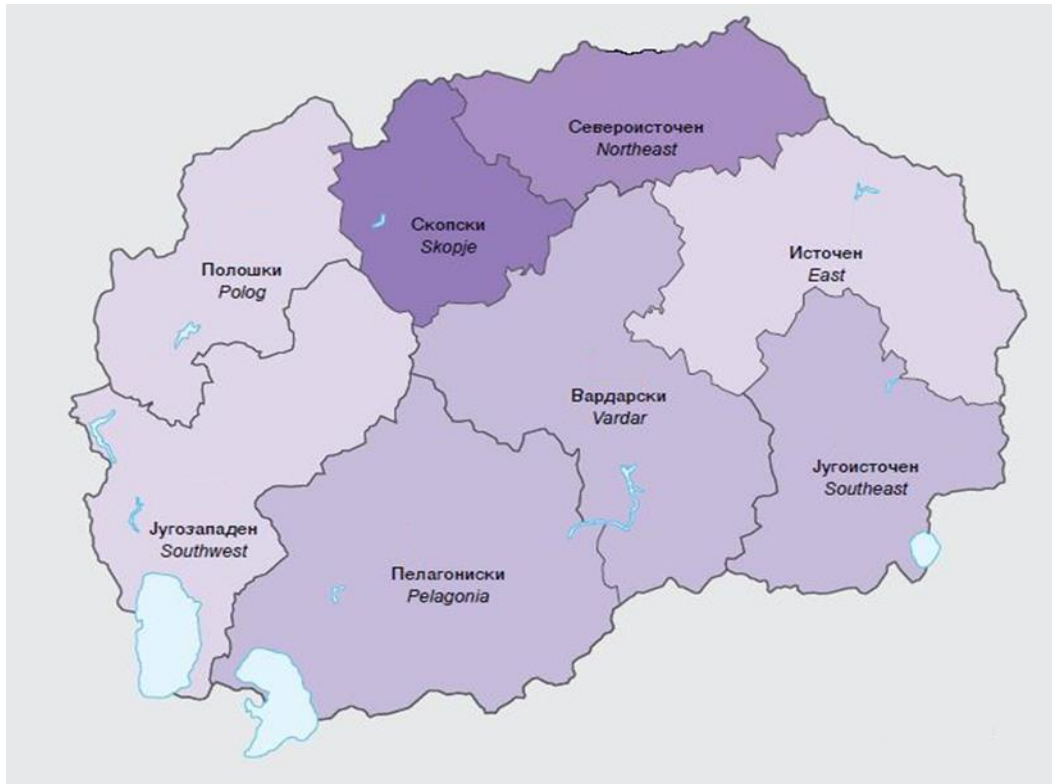 Североисточен
Northeast
Скопски
Skopje
Источен
East
Полошки
Polog
Вардарски
Vardar
Југоисточен
Southeast
Југозападен
Southwest
Пелагониски
Pelagonia